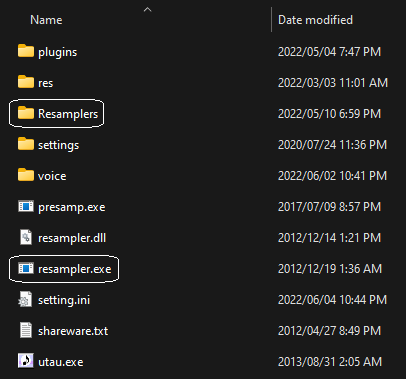 Name Date modified
plugins 2022/05/04 7:47 PM
res 2022/03/03 11:01 AM
Resamplers 2022/05/10 6:59 PM
settings 2020/07/24 11:36 PM
voice 2022/06/02 10:41 PM
presamp.exe 2017/07/09 8:57 PM
resampler.dll 2012/12/14 1:21 PM
resampler.exe 2012/12/19 1:36 AM
setting.ini 2022/06/04 10:44 PM
shareware.txt 2012/04/27 8:49 PM
utau.exe 2013/08/31 2:05 AM